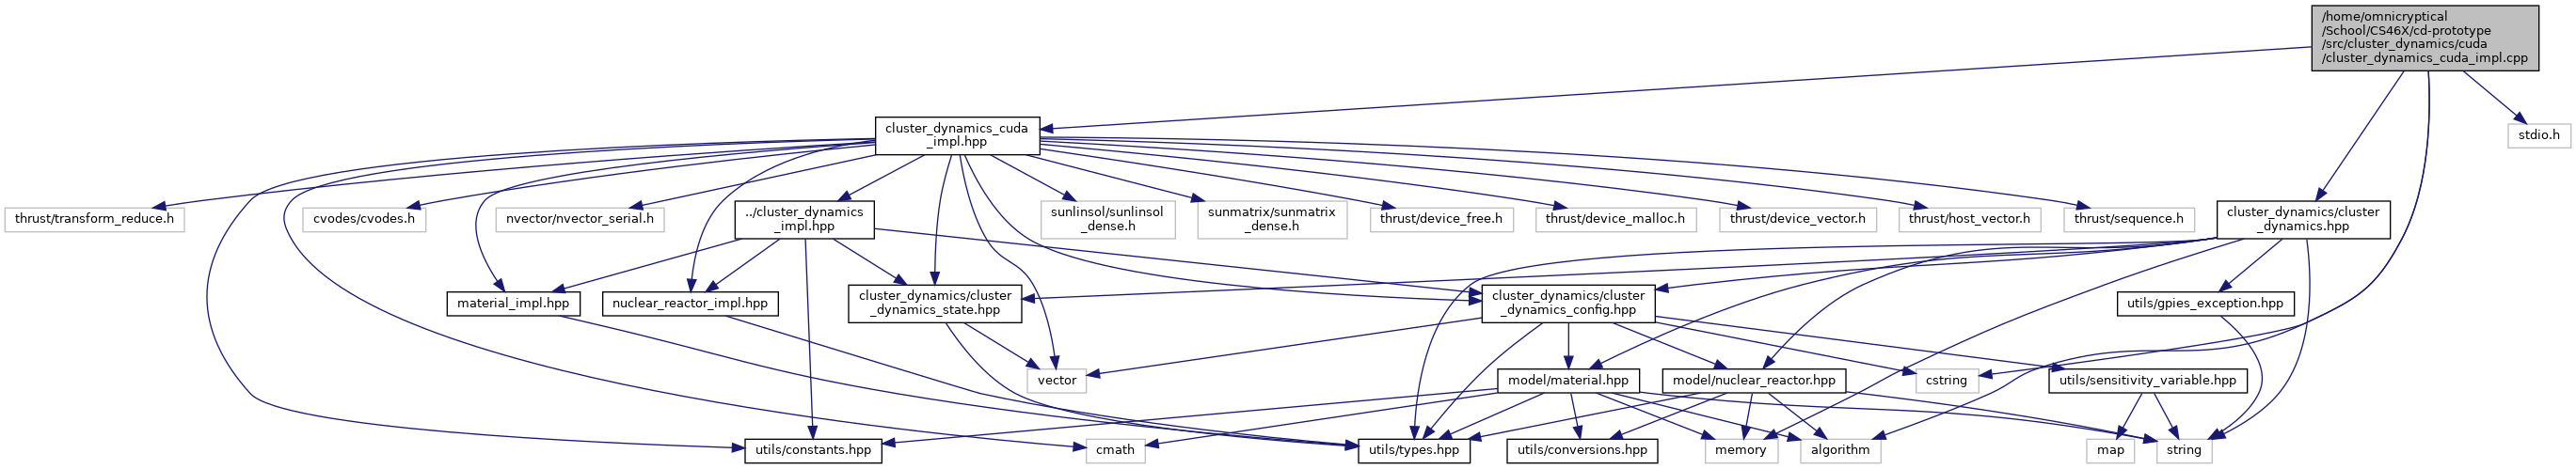 /home/omnicryptical
/School/CS46X/cd-prototype
/src/cluster_dynamics/cuda
/cluster_dynamics_cuda_impl.cpp
cluster_dynamics_cuda
_impl.hpp
stdio.h
thrust/transform_reduce.h
cvodes/cvodes.h
nvector/nvector_serial.h
../cluster_dynamics
_impl.hpp
sunlinsol/sunlinsol
_dense.h
sunmatrix/sunmatrix
_dense.h
thrust/device_free.h
thrust/device_malloc.h
thrust/device_vector.h
thrust/host_vector.h
thrust/sequence.h
cluster_dynamics/cluster
_dynamics.hpp
material_impl.hpp
nuclear_reactor_impl.hpp
cluster_dynamics/cluster
_dynamics_state.hpp
cluster_dynamics/cluster
_dynamics_config.hpp
utils/gpies_exception.hpp
vector
model/material.hpp
model/nuclear_reactor.hpp
cstring
utils/sensitivity_variable.hpp
utils/constants.hpp
cmath
utils/types.hpp
utils/conversions.hpp
memory
algorithm
map
string